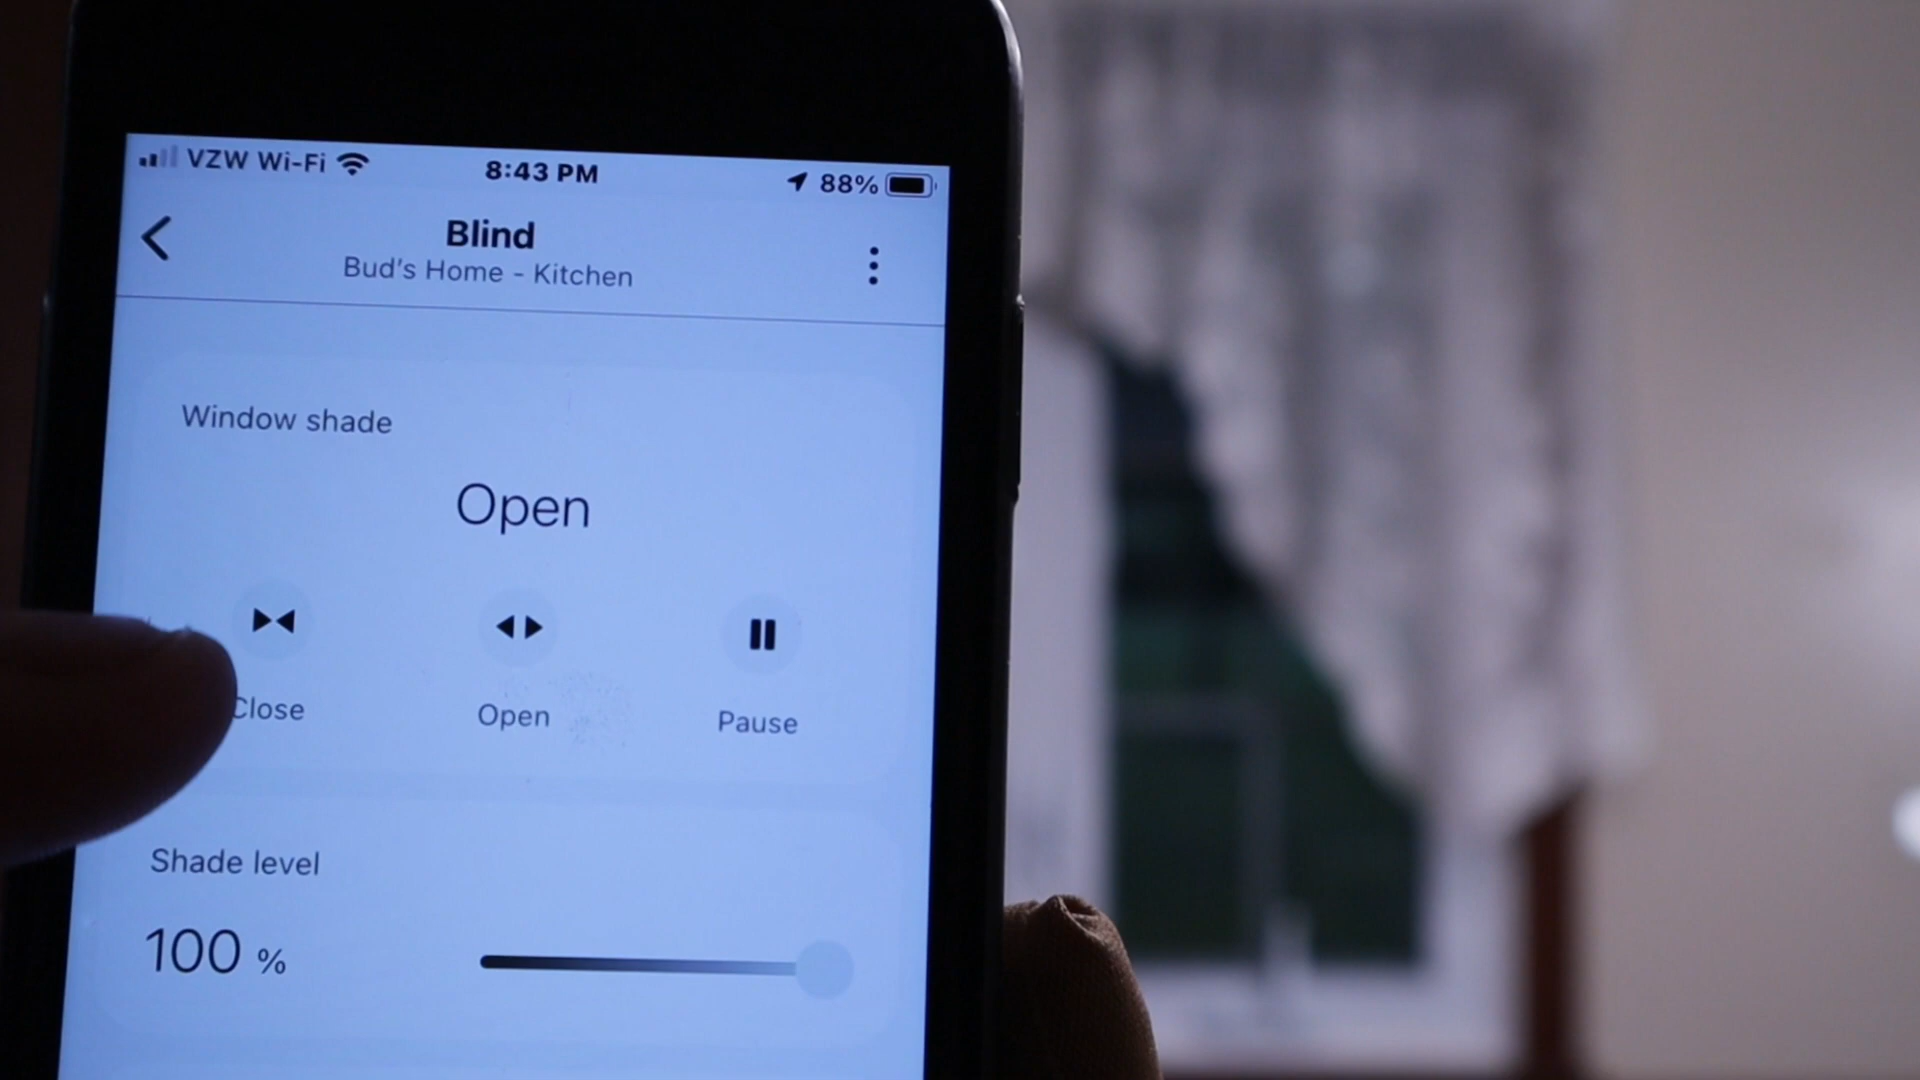 VZW Wi-Fi 8:43 PM 88%
Blind
Bud's Home - Kitchen
Window shade
Open
Close Open Pause
Shade level
100 %